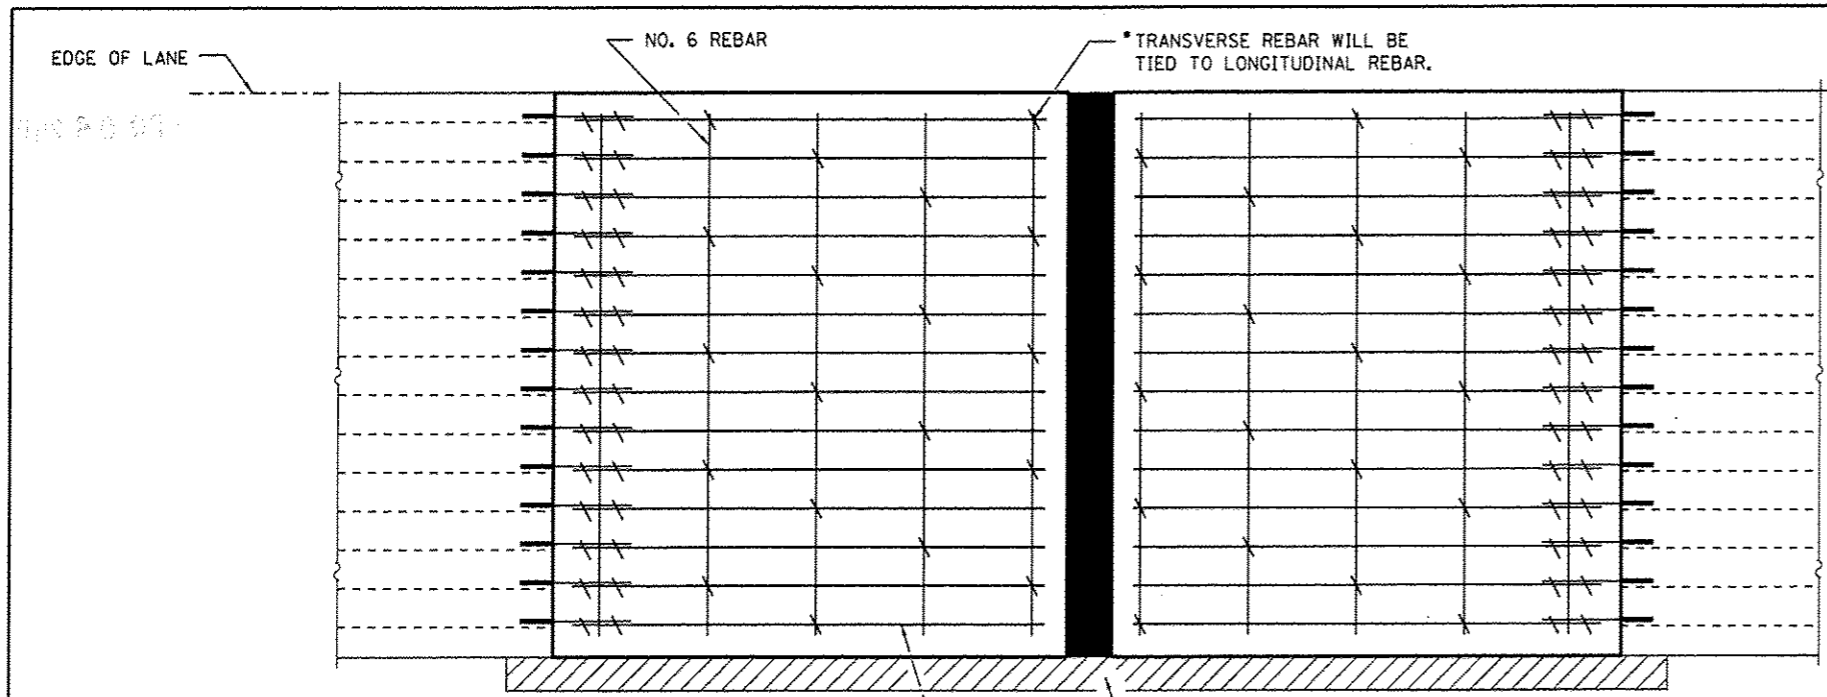 EDGE OF LANE
NO. 6 REBAR
*TRANSVERSE REBAR WILL BE
TIED TO LONGITUDINAL REBAR.